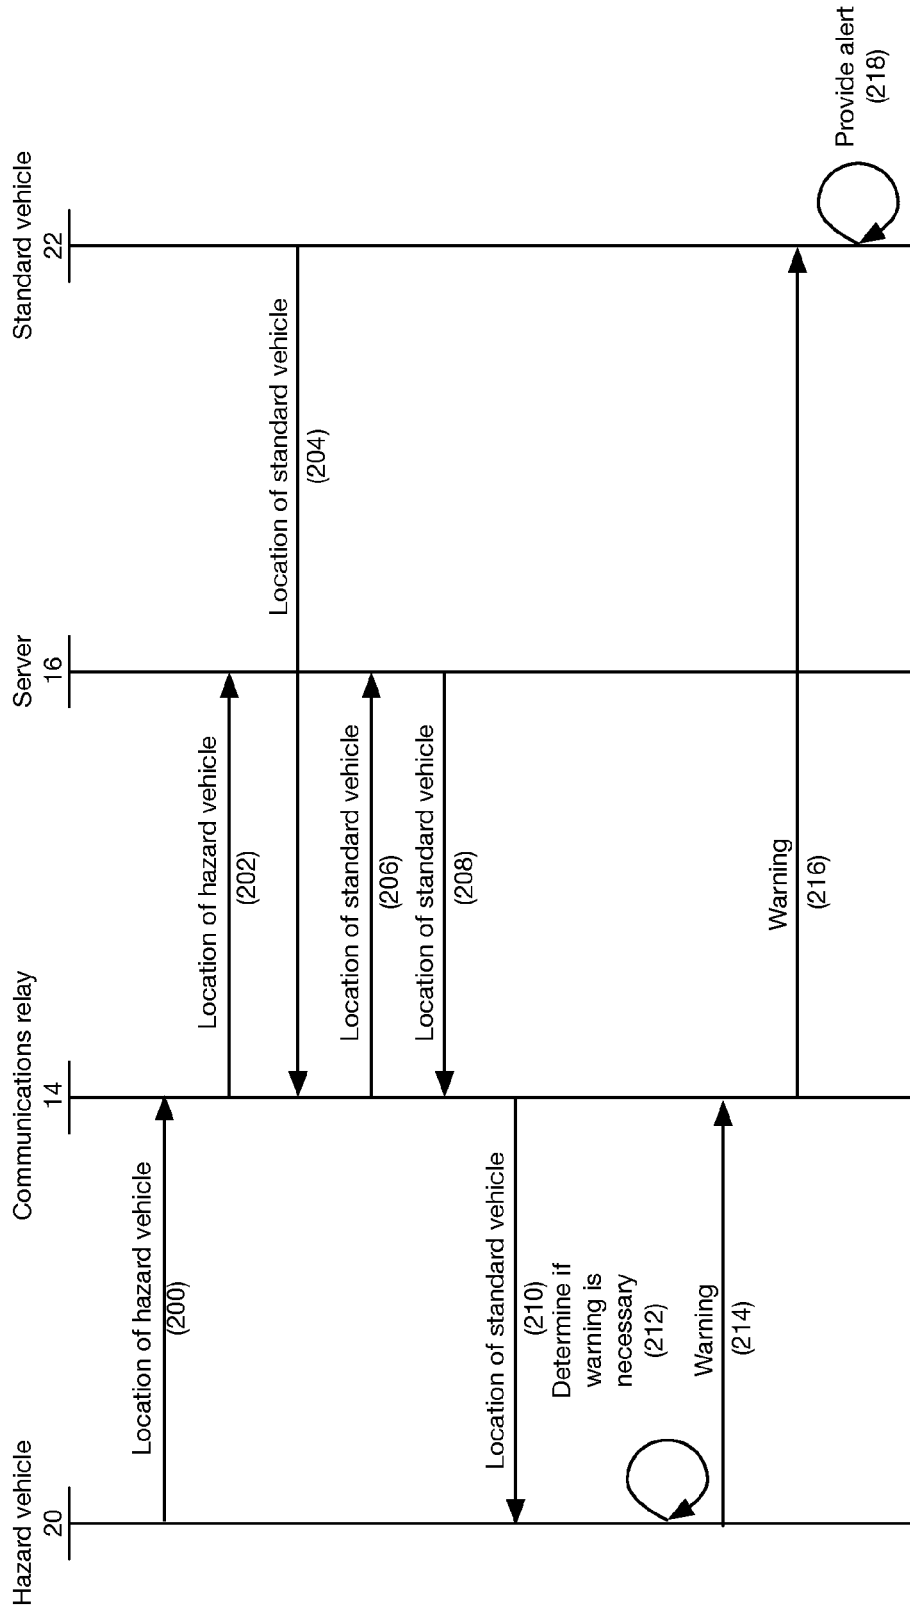 Hazard vehicle
20
Communications relay
14
Server
16
Standard vehicle
22
Location of hazard vehicle
(200)
Location of hazard vehicle
(202)
Location of standard vehicle
(204)
Location of standard vehicle
(206)
Location of standard vehicle
(208)
Location of standard vehicle
(210)
Determine if
warning is
necessary
(212)
Warning
(214)
Warning
(216)
Provide alert
(218)